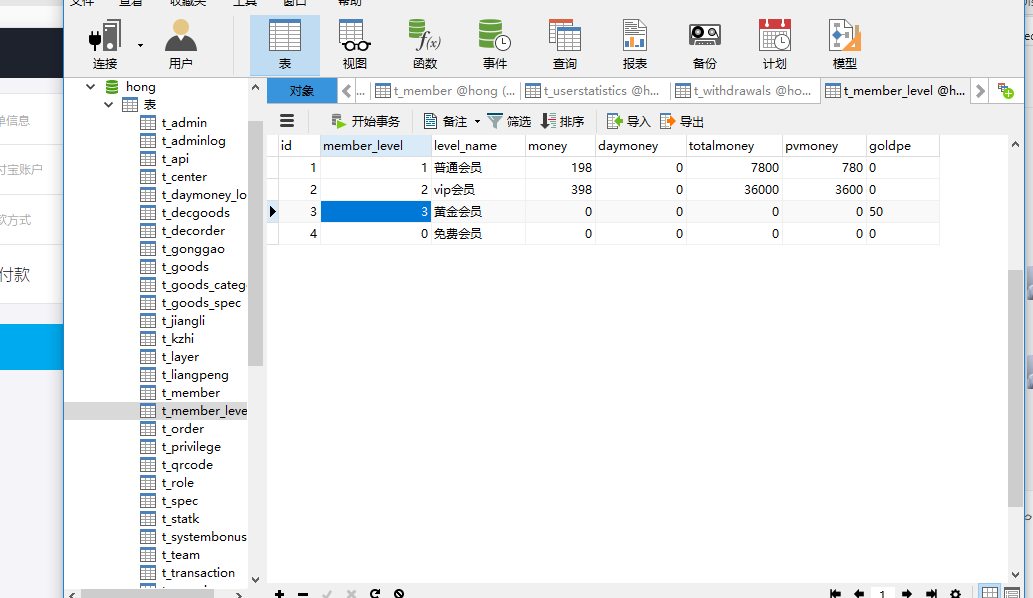 文件 查看 收藏夹 工具 窗口 帮助
连接 用户 表 视图 函数 事件 查询 报表 备份 计划 模型
hong
表
t_admin
t_adminlog
t_api
t_center
t_daymoney_lo
t_decgoods
t_decorder
t_gonggao
t_goods
t_goods_categ
t_goods_spec
t_jiangli
t_kzhi
t_layer
t_liangpeng
t_member
t_member_leve
t_order
t_privilege
t_qrcode
t_role
t_spec
t_statk
t_systembonus
t_team
t_transaction
对象 ... t_member @hong (... t_userstatistics @h... t_withdrawals @ho... t_member_level @h...
开始事务 备注 筛选 排序 导入 导出
id member_level level_name money daymoney totalmoney pvmoney goldpe
1 1 普通会员 198 0 7800 780 0
2 2 vip会员 398 0 36000 3600 0
3 3 黄金会员 0 0 0 0 50
4 0 免费会员 0 0 0 0 0
1
单信息
付宝账户
款方式
付款